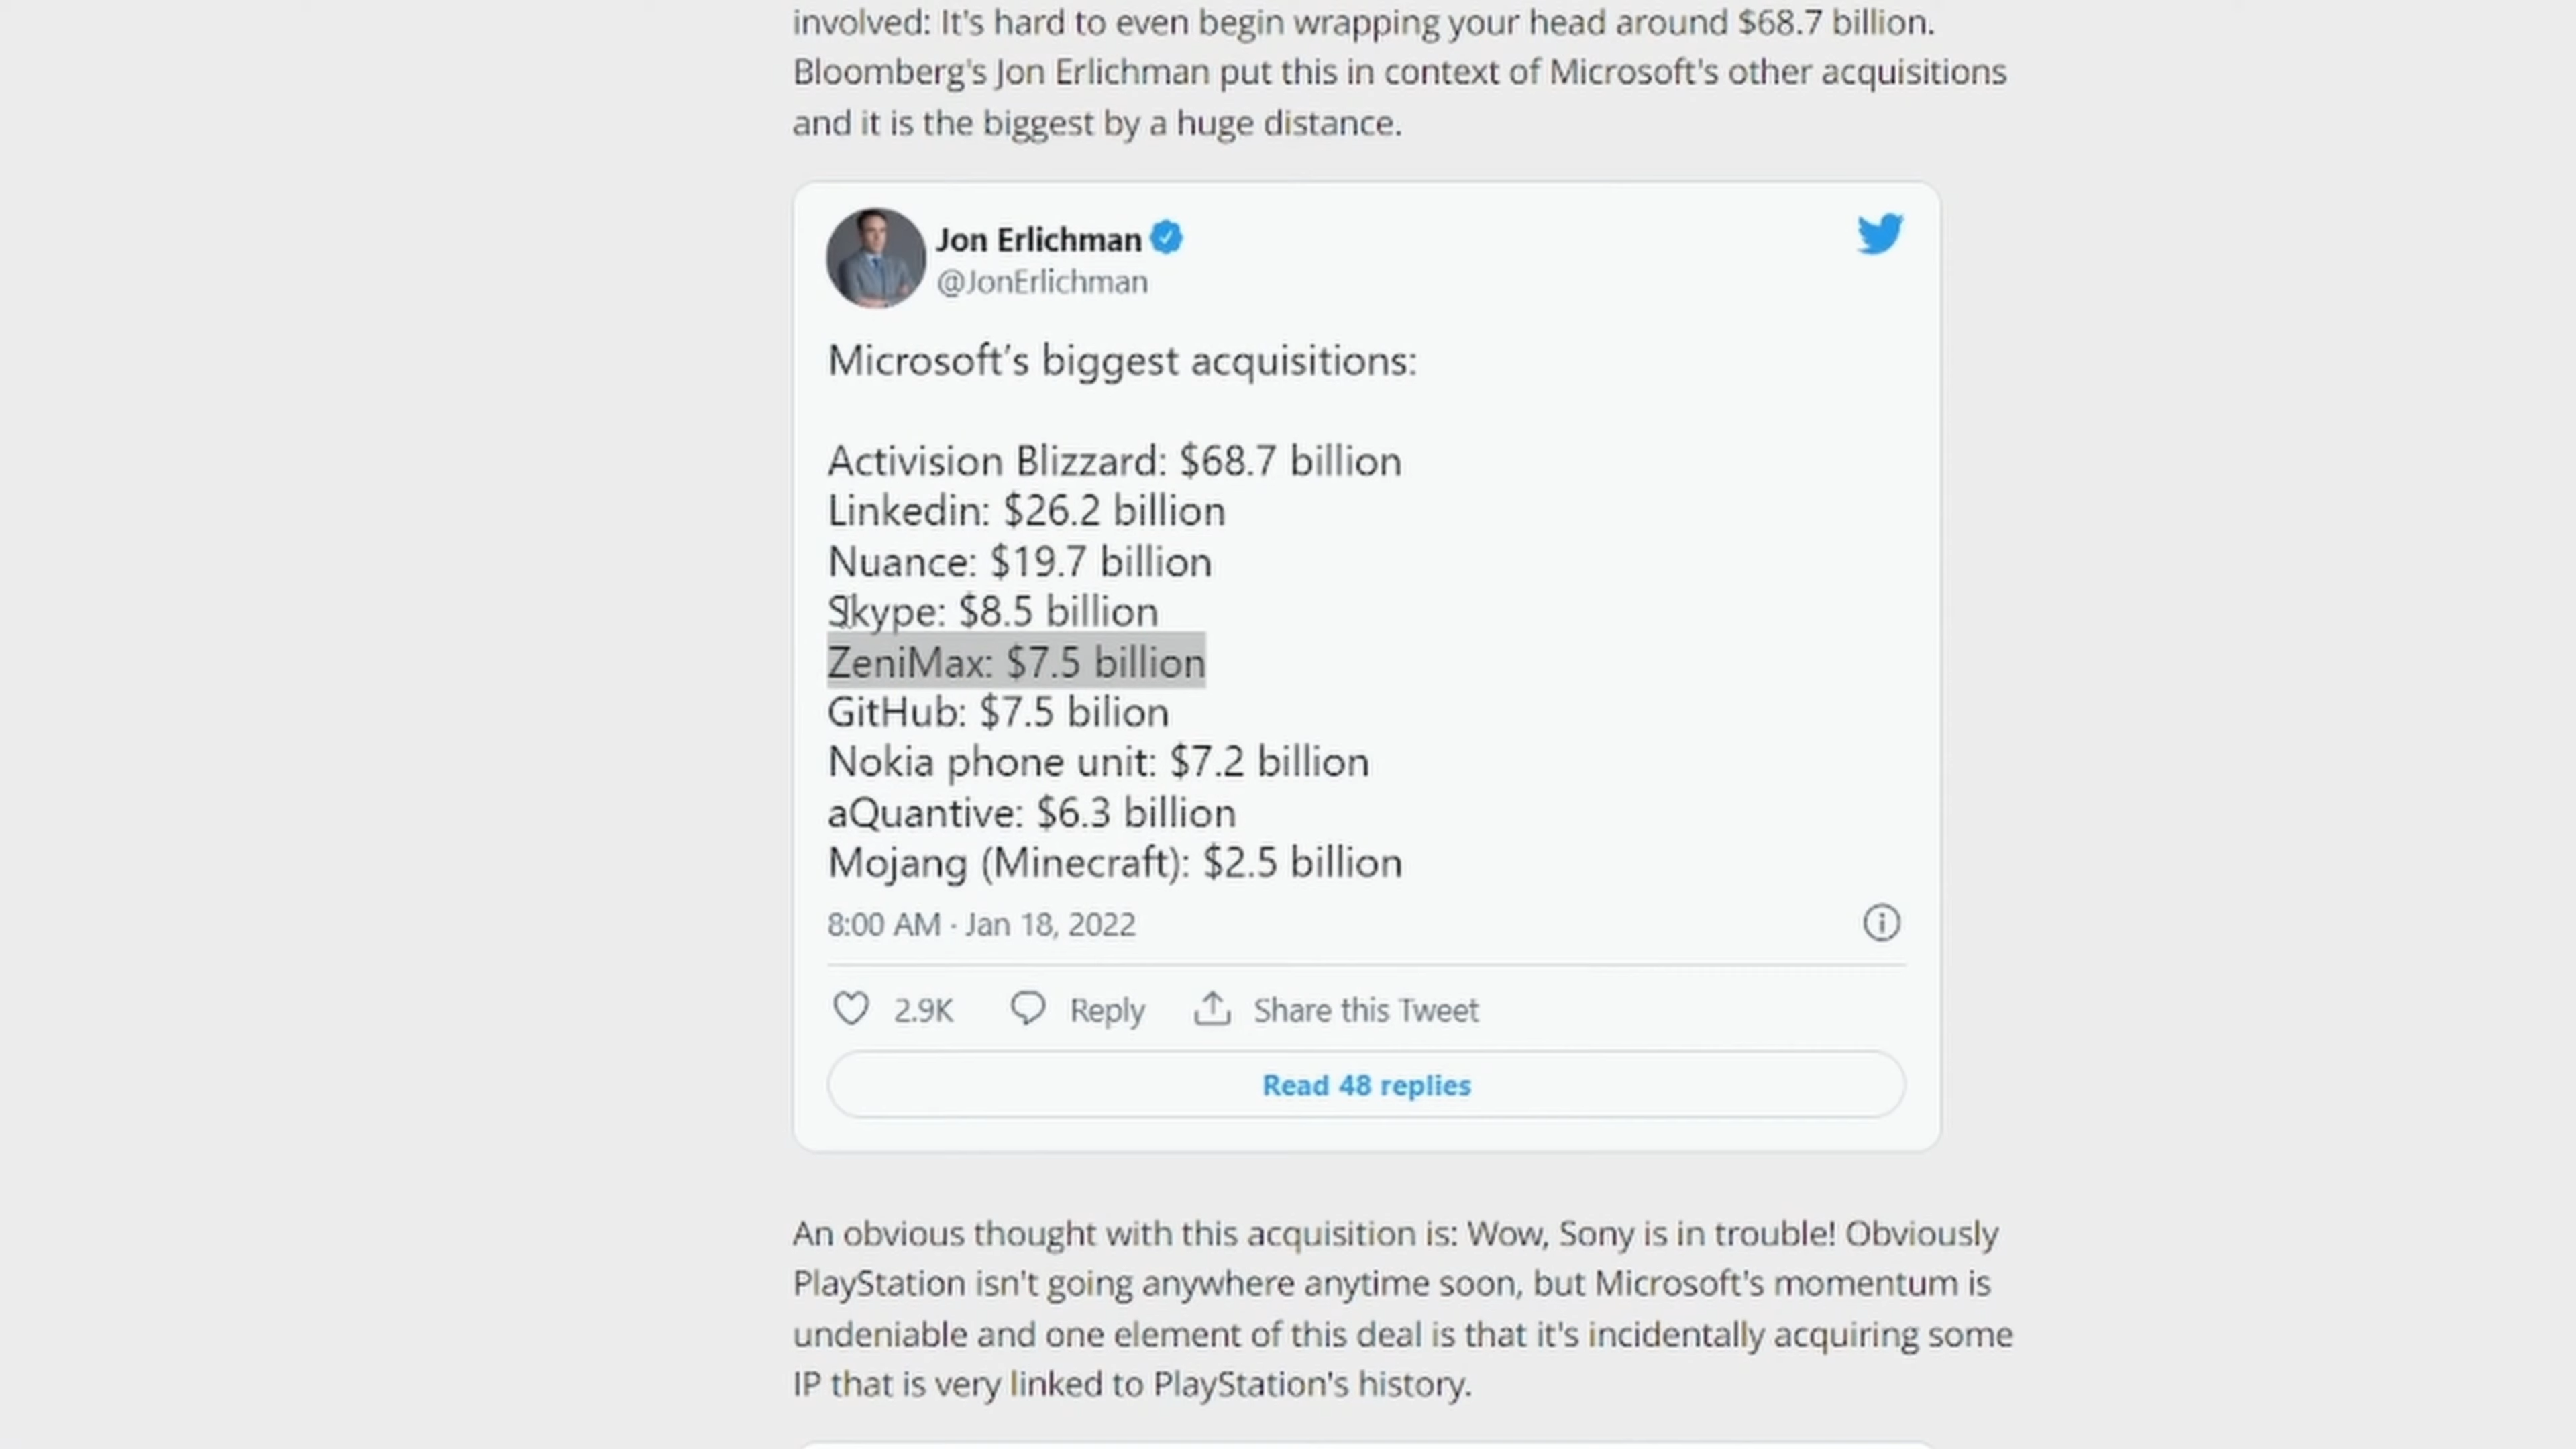 involved: It's hard to even begin wrapping your head around $68.7 billion.
Bloomberg's Jon Erlichman put this in context of Microsoft's other acquisitions
and it is the biggest by a huge distance.
Jon Erlichman
@JonErlichman
Microsoft's biggest acquisitions:
Activision Blizzard: $68.7 billion
Linkedin: $26.2 billion
Nuance: $19.7 billion
Skype: $8.5 billion
ZeniMax: $7.5 billion
GitHub: $7.5 bilion
Nokia phone unit: $7.2 billion
aQuantive: $6.3 billion
Mojang (Minecraft): $2.5 billion
8:00 AM · Jan 18, 2022
2.9K Reply Share this Tweet
Read 48 replies
An obvious thought with this acquisition is: Wow, Sony is in trouble! Obviously
PlayStation isn't going anywhere anytime soon, but Microsoft's momentum is
undeniable and one element of this deal is that it's incidentally acquiring some
IP that is very linked to PlayStation's history.